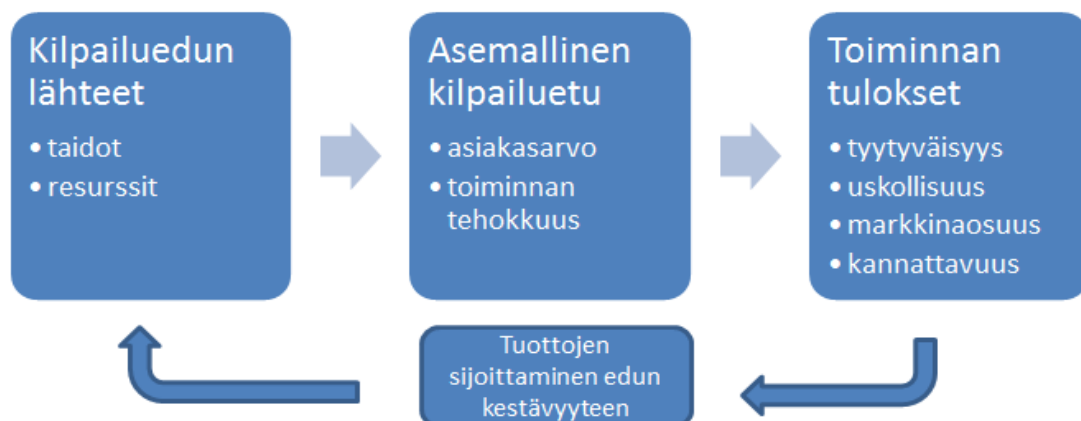 Kilpailuedun
lähteet
• taidot
• resurssit
Asemallinen
kilpailuetu
• asiakasarvo
• toiminnan
tehokkuus
Toiminnan
tulokset
• tyytyväisyys
• uskollisuus
• markkinaosuus
• kannattavuus
Tuottojen
sijoittaminen edun
kestävyyteen